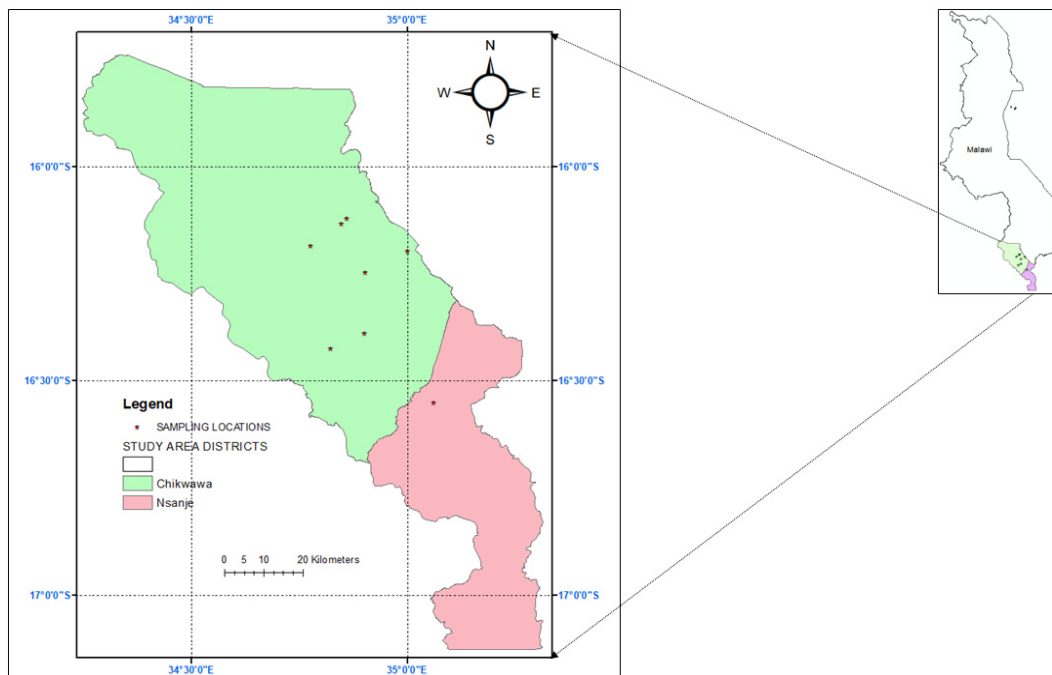 34°30'0"E
35°0'0"E
N
W
E
S
16°0'0"S
16°0'0"S
16°30'0"S
16°30'0"S
Legend
SAMPLING LOCATIONS
STUDY AREA DISTRICTS
Chikwawa
Nsanje
0 5 10 20 Kilometers
17°0'0"S
17°0'0"S
34°30'0"E
35°0'0"E
Malawi